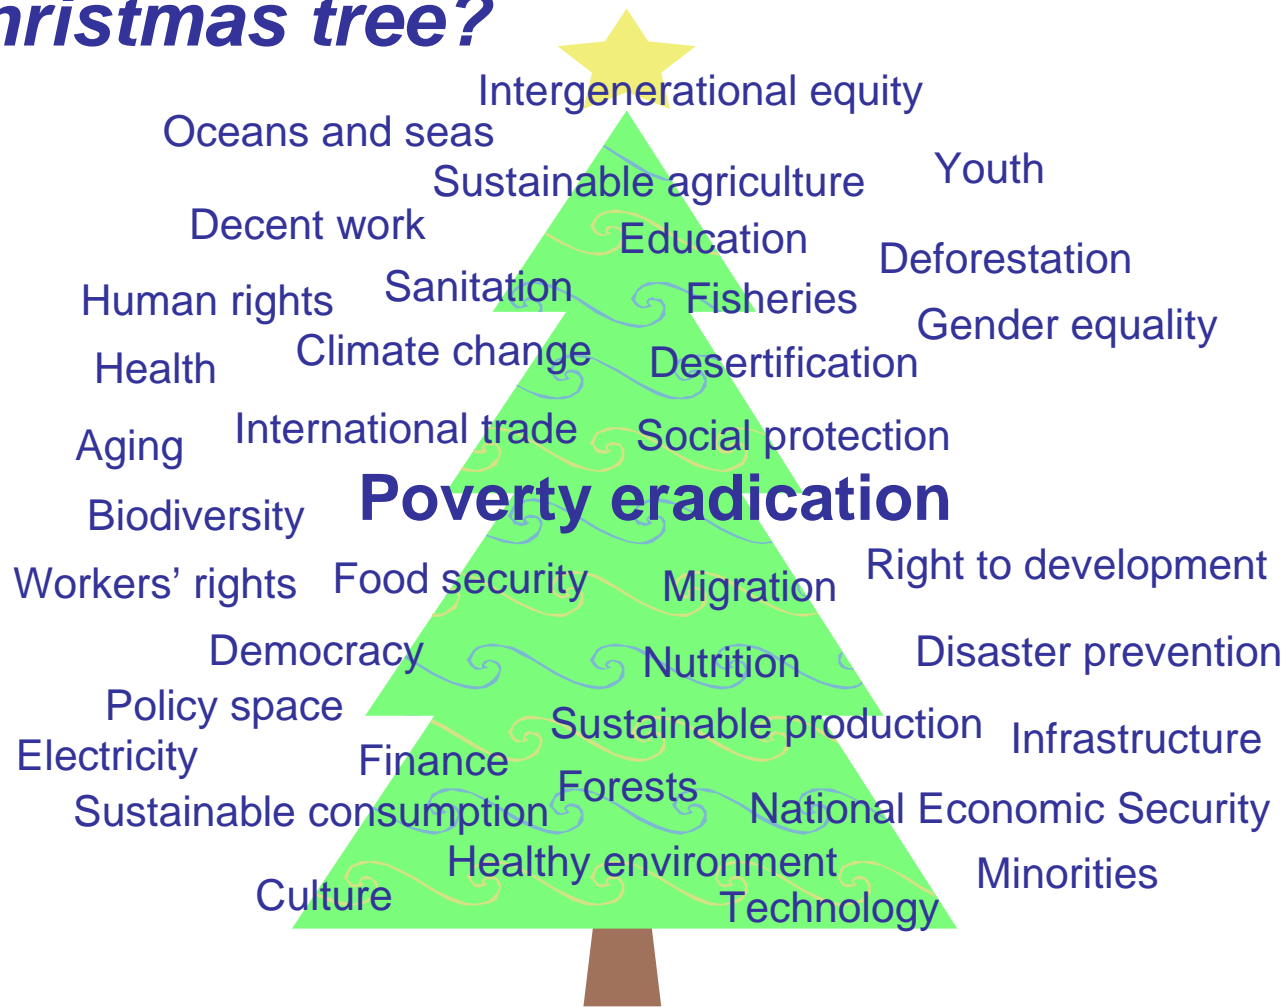 hristmas tree?
Intergenerational equity
Oceans and seas
Sustainable agriculture
Youth
Decent work
Education
Deforestation
Sanitation
Human rights
Fisheries
Gender equality
Climate change
Health
Desertification
International trade
Social protection
Aging
Poverty eradication
Biodiversity
Right to development
Workers’ rights
Food security
Migration
Democracy
Nutrition
Disaster prevention
Policy space
Sustainable production
Infrastructure
Electricity
Finance
Forests
Sustainable consumption
National Economic Security
Healthy environment
Minorities
Culture
Technology